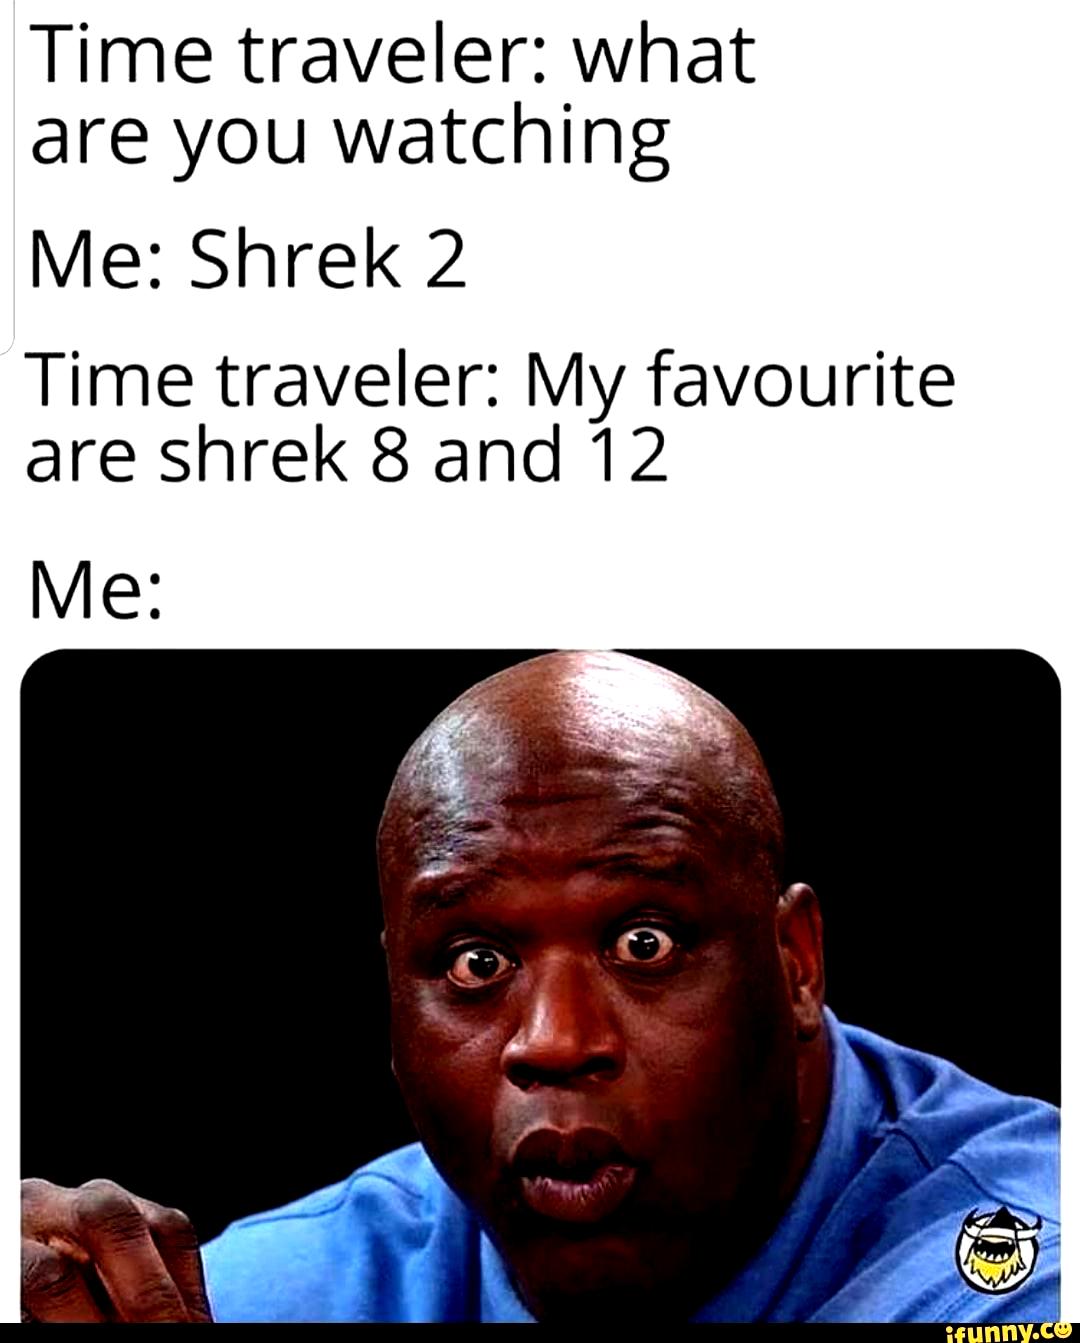 Time traveler: what
are you watching
Me: Shrek 2
Time traveler: My favourite
are shrek 8 and 12
Me:
ifunny.co